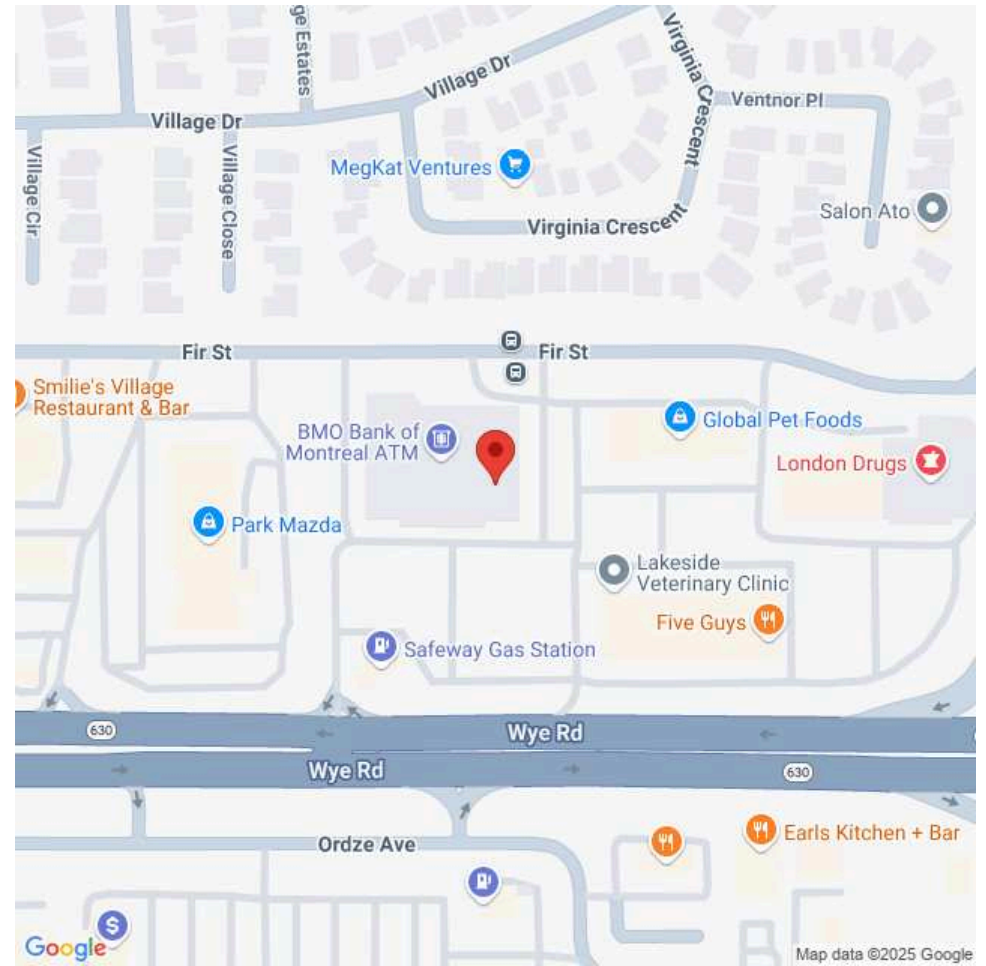 ge Estates
Village Dr
Virginia Crescent
Ventnor Pl
Village Dr
MegKat Ventures
Village Cir
Village Close
Salon Ato
Virginia Crescent
Fir St
Fir St
Smilie's Village
Restaurant & Bar
BMO Bank of
Montreal ATM
Global Pet Foods
London Drugs
Park Mazda
Lakeside
Veterinary Clinic
Five Guys
Safeway Gas Station
630
Wye Rd
Wye Rd
630
Ordze Ave
Earls Kitchen + Bar
$
Google
Map data ©2025 Google